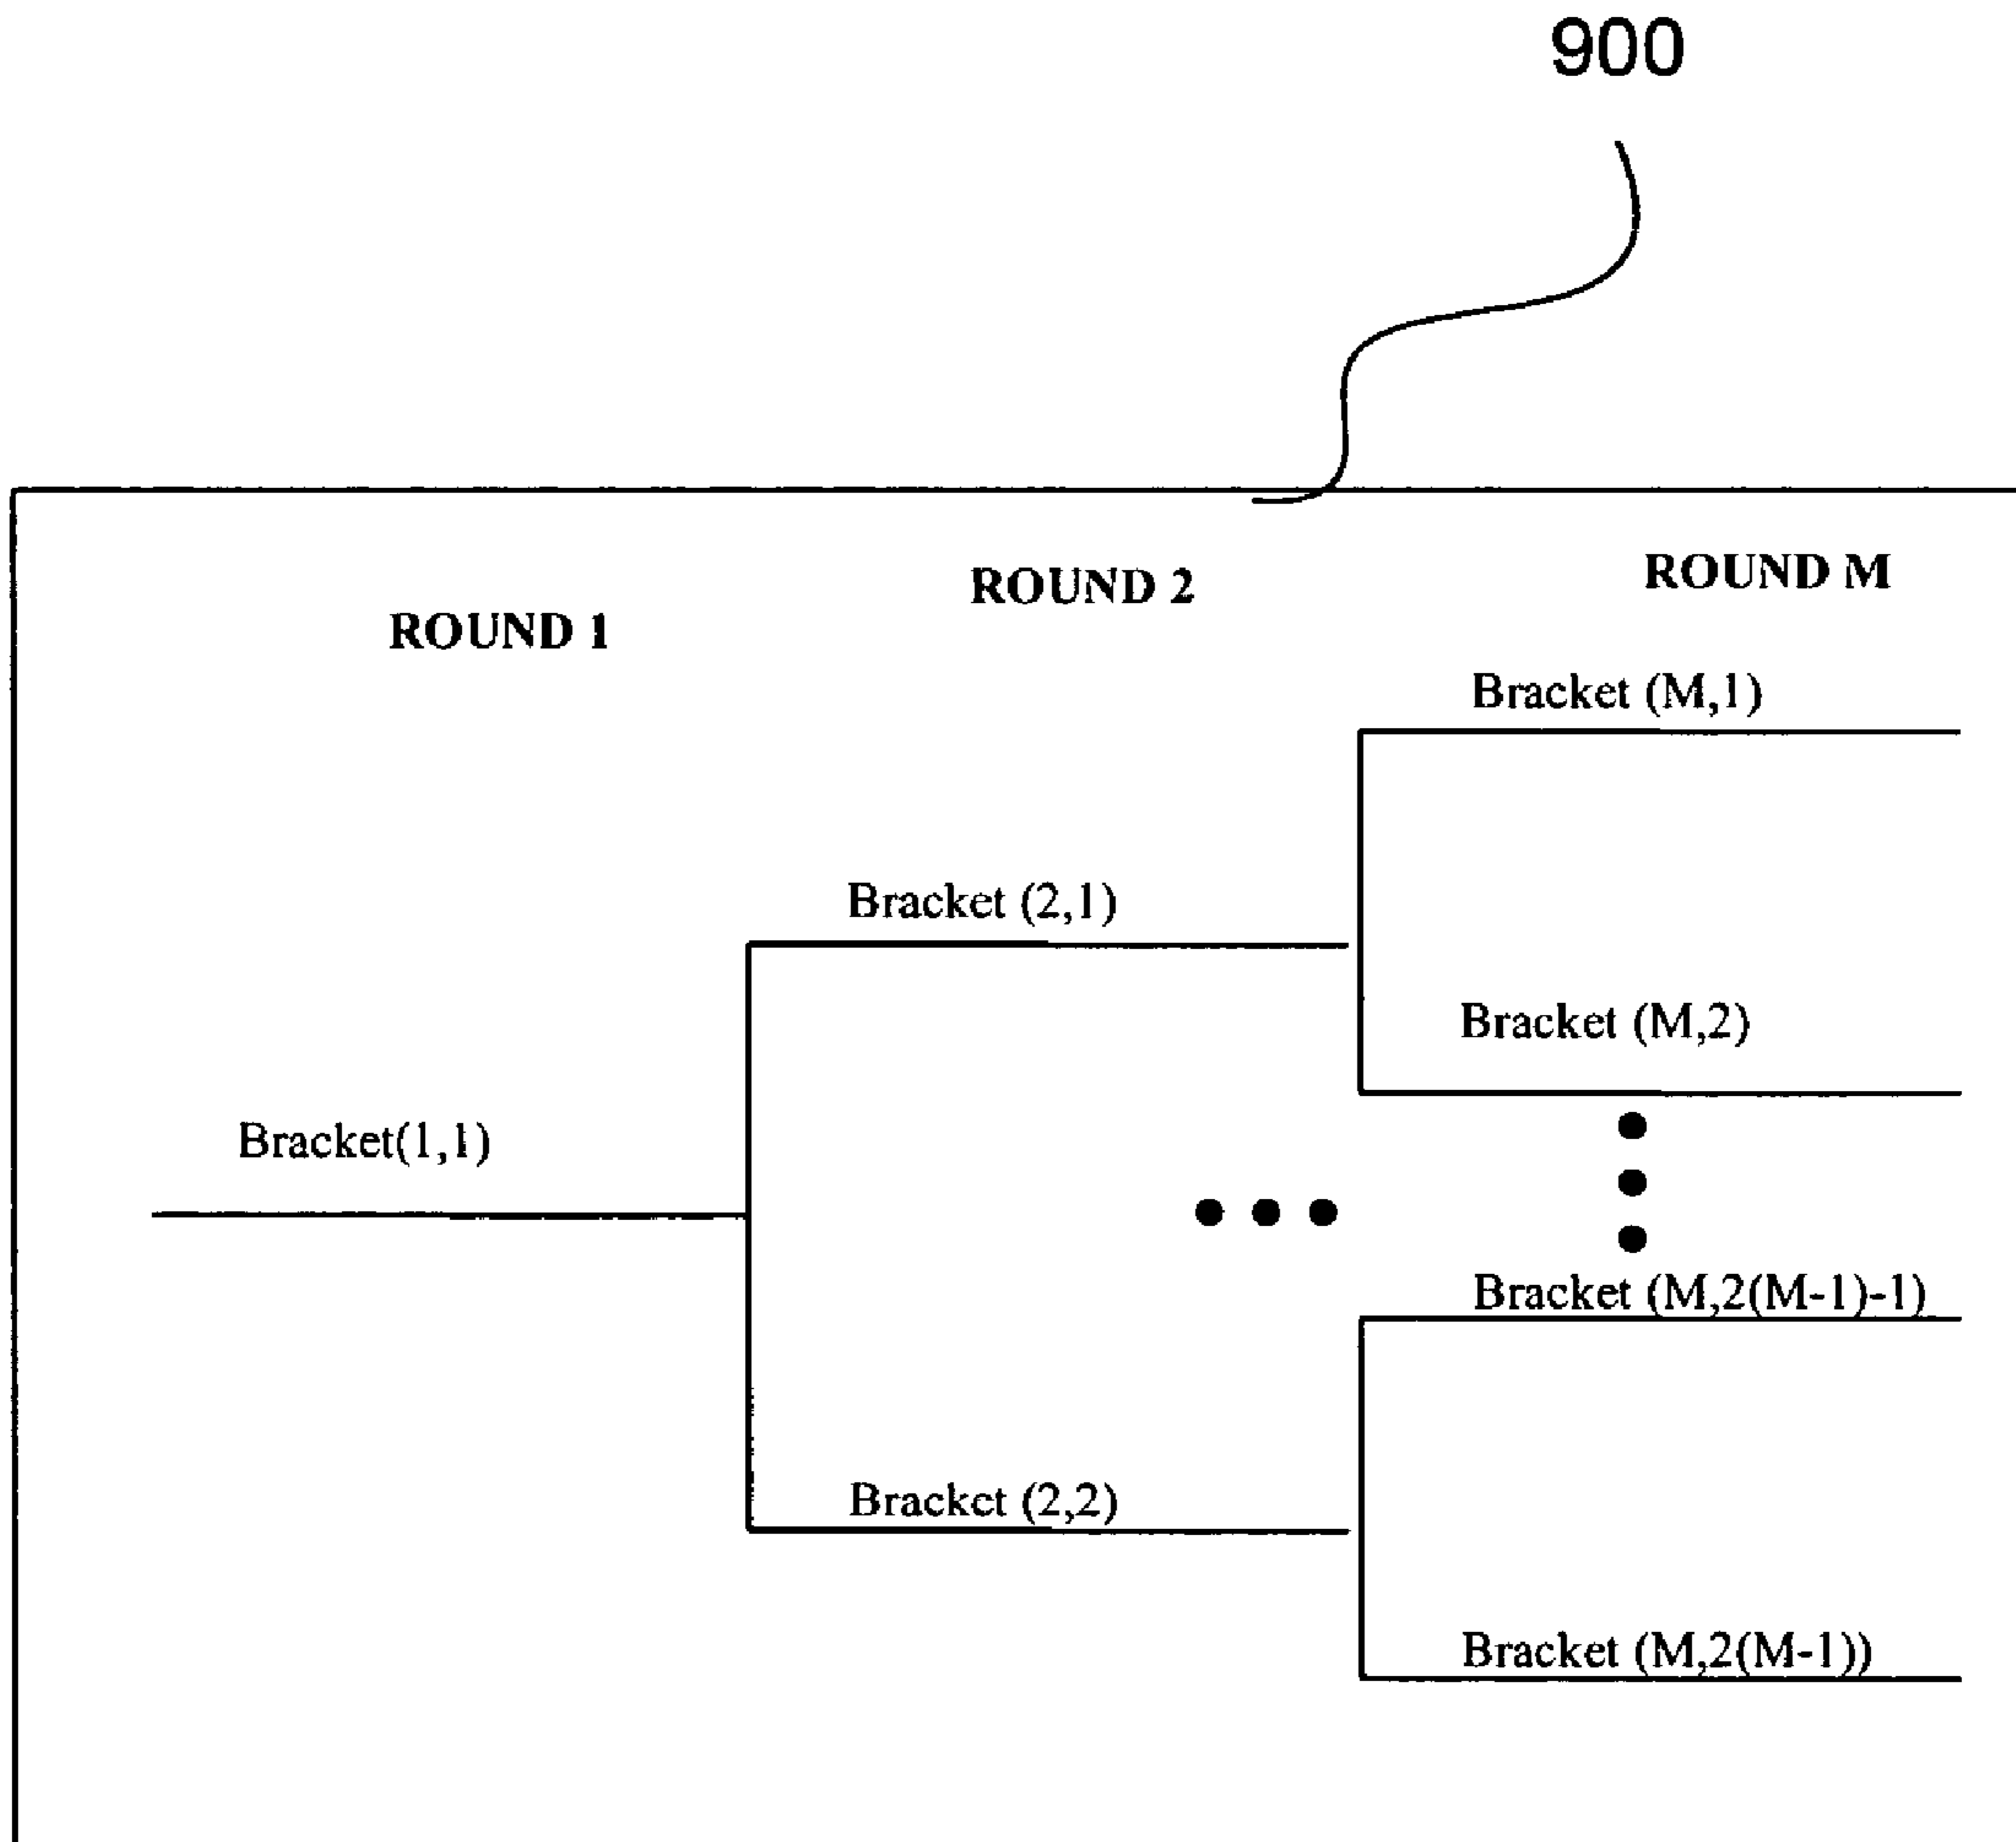 900
ROUND 1
ROUND 2
ROUND M
Bracket (M,1)
Bracket (2,1)
Bracket (M,2)
Bracket(1,1)
Bracket (M,2(M-1)-1)
Bracket (2,2)
Bracket (M,2(M-1))